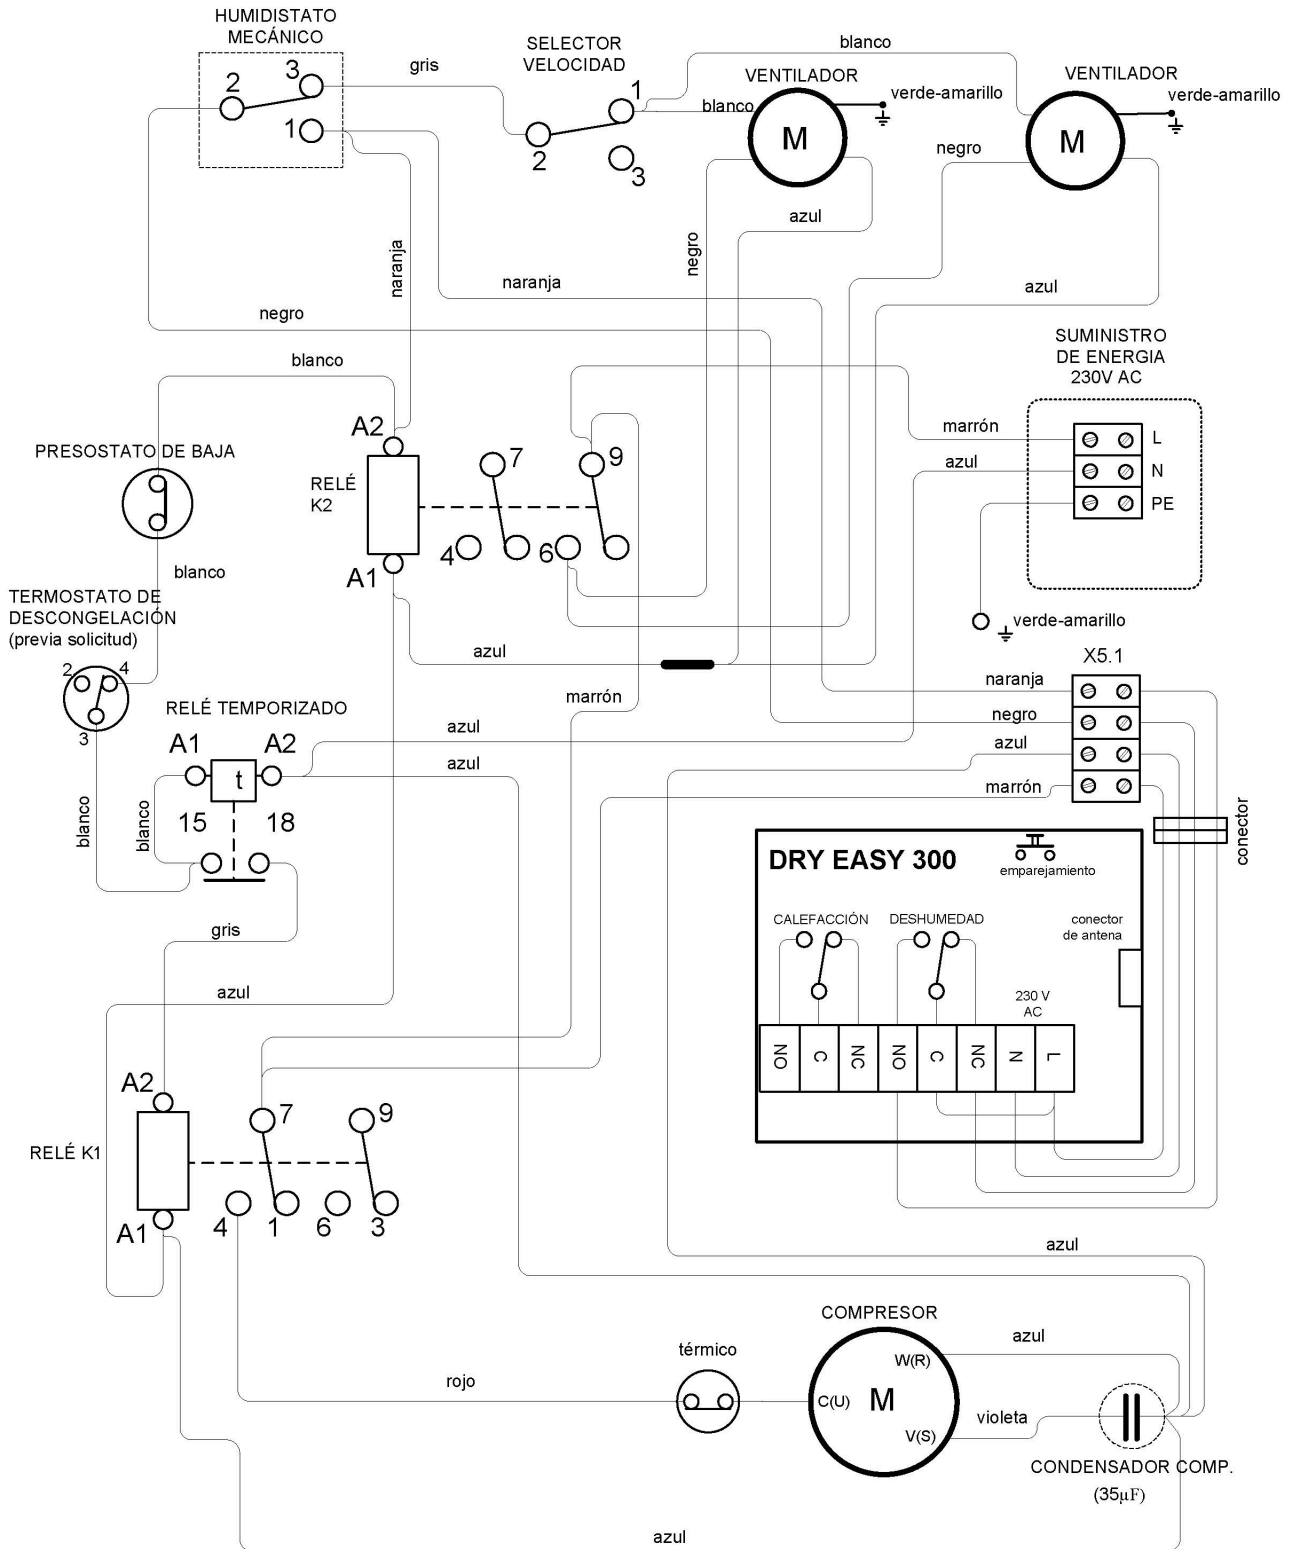 HUMIDISTATO
MECÁNICO
2
3
1
gris
SELECTOR
VELOCIDAD
1
2
3
blanco
blanco
VENTILADOR
M
verde-amarillo
VENTILADOR
M
verde-amarillo
negro
azul
negro
naranja
naranja
negro
azul
blanco
SUMINISTRO
DE ENERGIA
230V AC
marrón
L
azul
N
PE
verde-amarillo
PRESOSTATO DE BAJA
A2
RELÉ
K2
A1
7
9
4
6
blanco
TERMOSTATO DE
DESCONGELACIÓN
(previa solicitud)
2
4
3
azul
marrón
X5.1
naranja
negro
azul
marrón
RELÉ TEMPORIZADO
A1
A2
t
15
18
azul
azul
blanco
blanco
gris
azul
conector
DRY EASY 300
emparejamiento
CALEFACCIÓN
DESHUMEDAD
conector
de antena
230 V
AC
NO
C
NC
NO
C
NC
N
L
A2
RELÉ K1
A1
7
9
4
1
6
3
azul
COMPRESOR
térmico
rojo
W(R)
C(U)
M
V(S)
azul
violeta
CONDENSADOR COMP.
(35µF)
azul